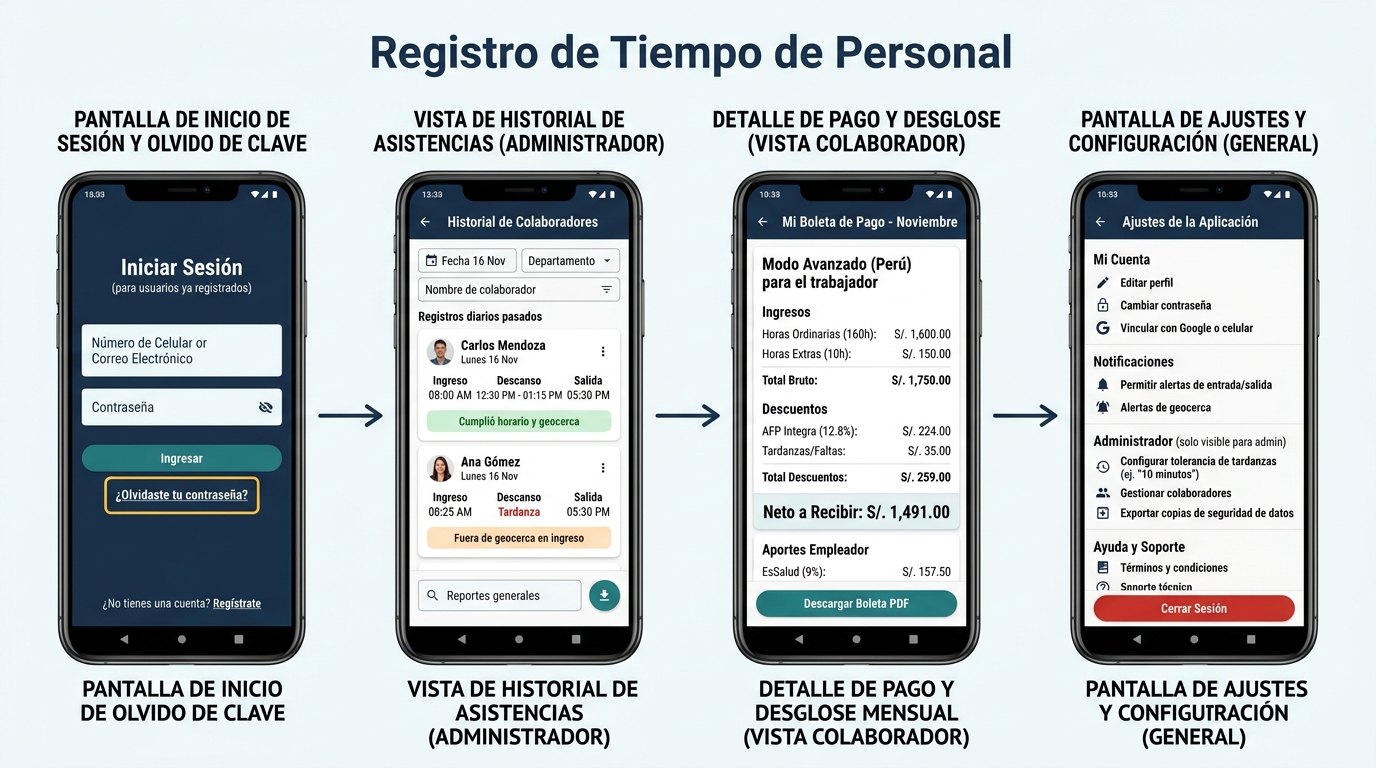 Registro de Tiempo de Personal
PANTALLA DE INICIO DE
SESIÓN Y OLVIDO DE CLAVE
18:93
Iniciar Sesión
(para usuarios ya registrados)
Número de Celular or
Correo Electrónico
Contraseña
Ingresar
¿Olvidaste tu contraseña?
¿No tienes una cuenta? Regístrate
PANTALLA DE INICIO
DE OLVIDO DE CLAVE
VISTA DE HISTORIAL DE
ASISTENCIAS (ADMINISTRADOR)
13:33
Historial de Colaboradores
Fecha 16 Nov
Departamento
Nombre de colaborador
Registros diarios pasados
Carlos Mendoza
Lunes 16 Nov
Ingreso Descanso Salida
08:00 AM 12:30 PM - 01:15 PM 05:30 PM
Cumplió horario y geocerca
Ana Gómez
Lunes 16 Nov
Ingreso Descanso Salida
08:25 AM Tardanza 05:30 PM
Fuera de geocerca en ingreso
Reportes generales
VISTA DE HISTORIAL DE
ASISTENCIAS
(ADMINISTRADOR)
DETALLE DE PAGO Y DESGLOSE
(VISTA COLABORADOR)
10:33
Mi Boleta de Pago - Noviembre
Modo Avanzado (Perú)
para el trabajador
Ingresos
Horas Ordinarias (160h): S/. 1,600.00
Horas Extras (10h): S/. 150.00
Total Bruto: S/. 1,750.00
Descuentos
AFP Integra (12.8%): S/. 224.00
Tardanzas/Faltas: S/. 35.00
Total Descuentos: S/. 259.00
Neto a Recibir: S/. 1,491.00
Aportes Empleador
EsSalud (9%): S/. 157.50
Descargar Boleta PDF
DETALLE DE PAGO Y
DESGLOSE MENSUAL
(VISTA COLABORADOR)
PANTALLA DE AJUSTES Y
CONFIGURACIÓN (GENERAL)
16:33
Ajustes de la Aplicación
Mi Cuenta
Editar perfil
Cambiar contraseña
Vincular con Google o celular
Notificaciones
Permitir alertas de entrada/salida
Alertas de geocerca
Administrador (solo visible para admin)
Configurar tolerancia de tardanzas
(ej. "10 minutos")
Gestionar colaboradores
Exportar copias de seguridad de datos
Ayuda y Soporte
Términos y condiciones
Soporte técnico
Cerrar Sesión
PANTALLA DE AJUSTES
Y CONFIGUTRACIÓN
(GENERAL)